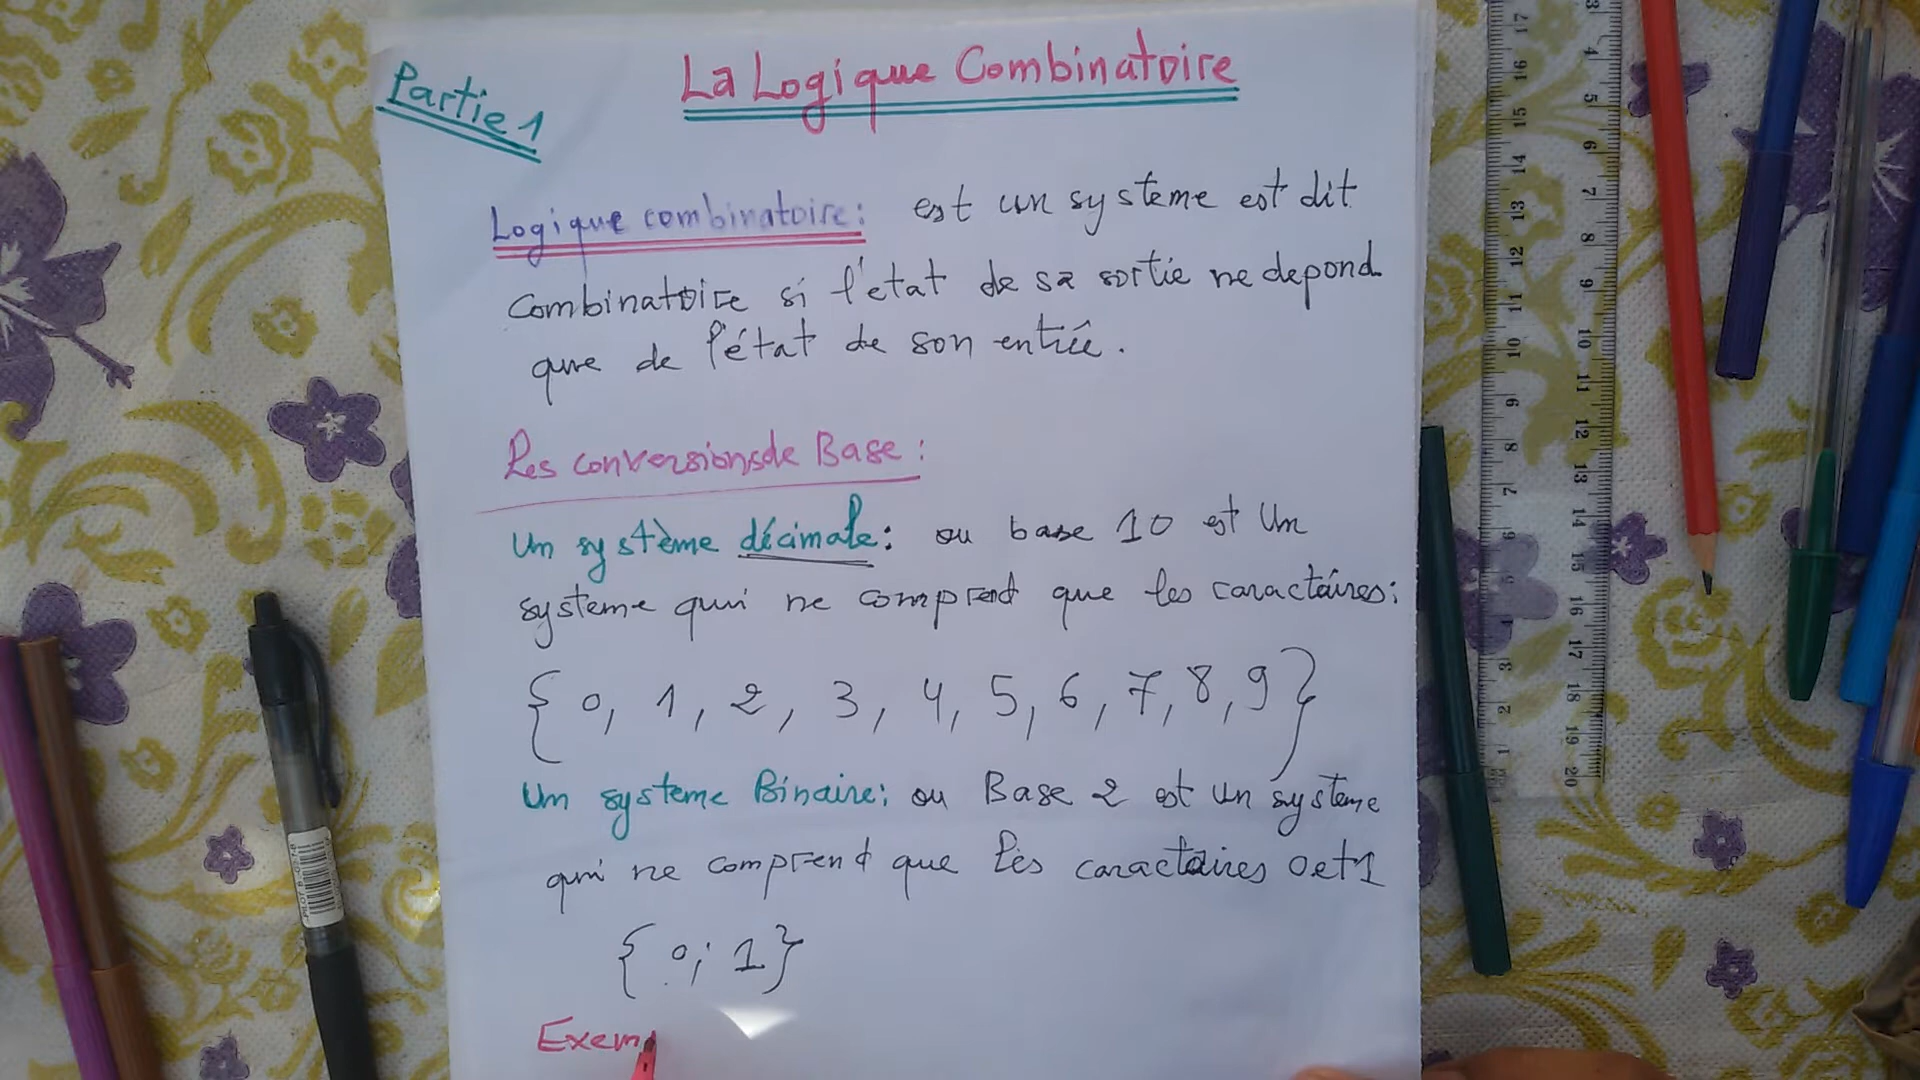 Partie 1
La Logique Combinatoire
Logique combinatoire: est un systeme est dit
Combinatoire si l'etat de sa sortie ne depond
que de l'état de son entrée.
Les conversions de Base :
Un système décimale : ou base 10 est Un
systeme qui ne comprend que les caractaires :
{ 0, 1, 2, 3, 4, 5, 6, 7, 8, 9 }
Un systeme Binaire : ou Base 2 est un systeme
qui ne comprend que les caractaires 0 et 1
{ 0 ; 1 }
Exem